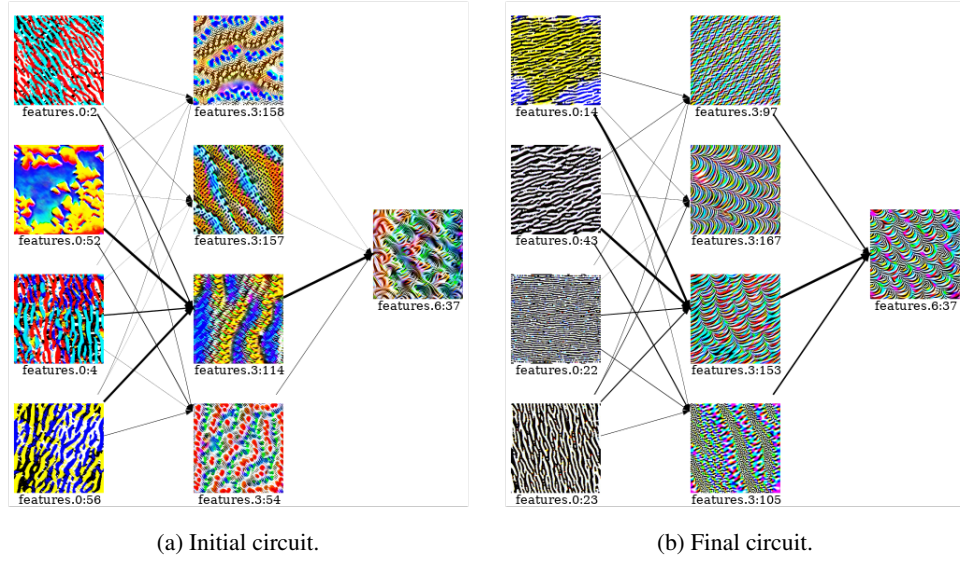 features.0:2
features.3:158
features.0:52
features.3:157
features.6:37
features.0:4
features.3:114
features.0:56
features.3:54
(a) Initial circuit.
features.0:14
features.3:97
features.0:43
features.3:167
features.6:37
features.0:22
features.3:153
features.0:23
features.3:105
(b) Final circuit.